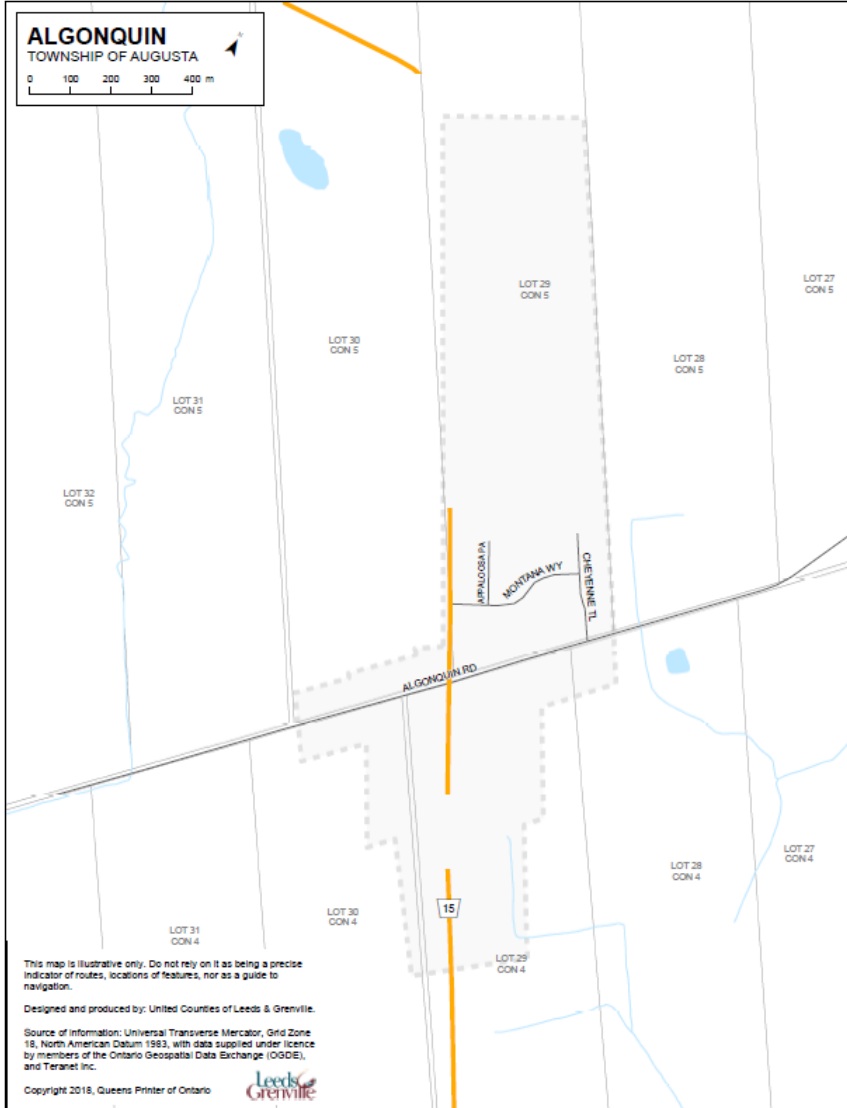 ALGONQUIN
TOWNSHIP OF AUGUSTA
N
0 100 200 300 400 m
LOT 27
CON 5
LOT 29
CON 5
LOT 30
CON 5
LOT 28
CON 5
LOT 31
CON 5
LOT 32
CON 5
APPALOOSA PA
MONTANA WY
CHEYENNE TL
ALGONQUIN RD
LOT 27
CON 4
LOT 28
CON 4
15
LOT 30
CON 4
LOT 31
CON 4
LOT 29
CON 4
This map is illustrative only. Do not rely on it as being a precise
indicator of routes, locations of features, nor as a guide to
navigation.
Designed and produced by: United Counties of Leeds & Grenville.
Source of Information: Universal Transverse Mercator, Grid Zone
18, North American Datum 1983, with data supplied under licence
by members of the Ontario Geospatial Data Exchange (OGDE),
and Teranet Inc.
Copyright 2018, Queens Printer of Ontario
Leeds
Grenville